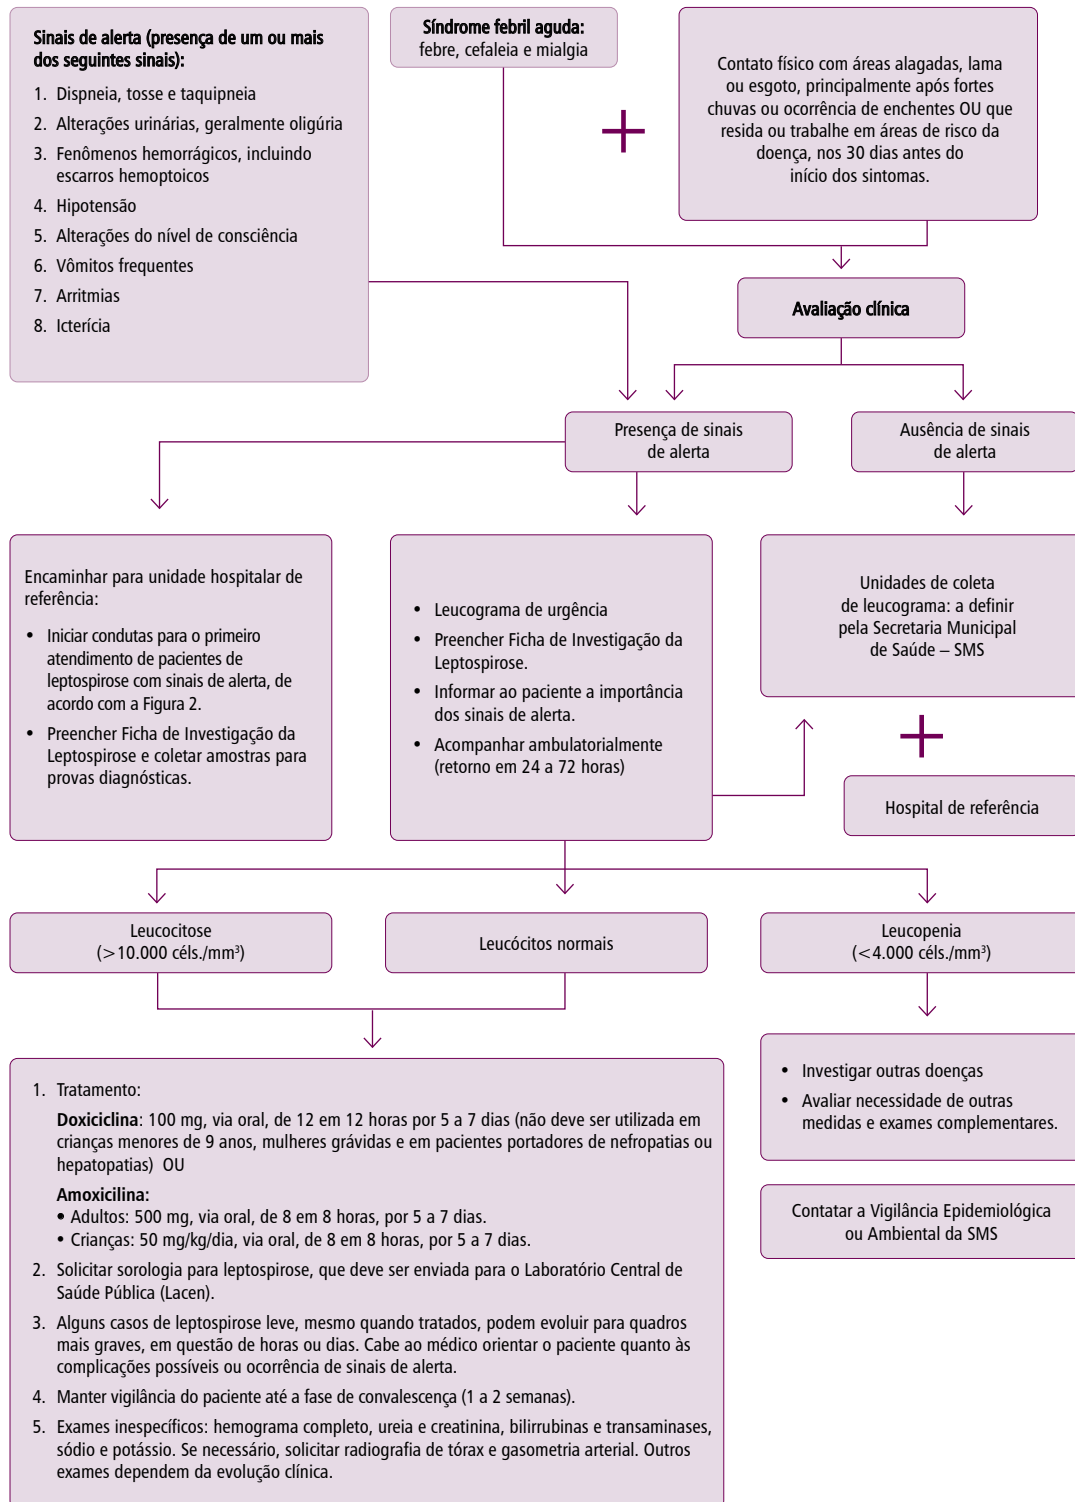 Sinais de alerta (presença de um ou mais
dos seguintes sinais):
1. Dispneia, tosse e taquipneia
2. Alterações urinárias, geralmente oligúria
3. Fenômenos hemorrágicos, incluindo
escarros hemoptoicos
4. Hipotensão
5. Alterações do nível de consciência
6. Vômitos frequentes
7. Arritmias
8. Icterícia
Síndrome febril aguda:
febre, cefaleia e mialgia
+
Contato físico com áreas alagadas, lama
ou esgoto, principalmente após fortes
chuvas ou ocorrência de enchentes OU que
resida ou trabalhe em áreas de risco da
doença, nos 30 dias antes do
início dos sintomas.
Avaliação clínica
Presença de sinais
de alerta
Ausência de sinais
de alerta
Encaminhar para unidade hospitalar de
referência:
• Iniciar condutas para o primeiro
atendimento de pacientes de
leptospirose com sinais de alerta, de
acordo com a Figura 2.
• Preencher Ficha de Investigação da
Leptospirose e coletar amostras para
provas diagnósticas.
• Leucograma de urgência
• Preencher Ficha de Investigação da
Leptospirose.
• Informar ao paciente a importância
dos sinais de alerta.
• Acompanhar ambulatorialmente
(retorno em 24 a 72 horas)
Unidades de coleta
de leucograma: a definir
pela Secretaria Municipal
de Saúde – SMS
+
Hospital de referência
Leucocitose
(>10.000 céls./mm³)
Leucócitos normais
Leucopenia
(<4.000 céls./mm³)
1. Tratamento:
Doxiciclina: 100 mg, via oral, de 12 em 12 horas por 5 a 7 dias (não deve ser utilizada em
crianças menores de 9 anos, mulheres grávidas e em pacientes portadores de nefropatias ou
hepatopatias) OU
Amoxicilina:
• Adultos: 500 mg, via oral, de 8 em 8 horas, por 5 a 7 dias.
• Crianças: 50 mg/kg/dia, via oral, de 8 em 8 horas, por 5 a 7 dias.
2. Solicitar sorologia para leptospirose, que deve ser enviada para o Laboratório Central de
Saúde Pública (Lacen).
3. Alguns casos de leptospirose leve, mesmo quando tratados, podem evoluir para quadros
mais graves, em questão de horas ou dias. Cabe ao médico orientar o paciente quanto às
complicações possíveis ou ocorrência de sinais de alerta.
4. Manter vigilância do paciente até a fase de convalescença (1 a 2 semanas).
5. Exames inespecíficos: hemograma completo, ureia e creatinina, bilirrubinas e transaminases,
sódio e potássio. Se necessário, solicitar radiografia de tórax e gasometria arterial. Outros
exames dependem da evolução clínica.
• Investigar outras doenças
• Avaliar necessidade de outras
medidas e exames complementares.
Contatar a Vigilância Epidemiológica
ou Ambiental da SMS